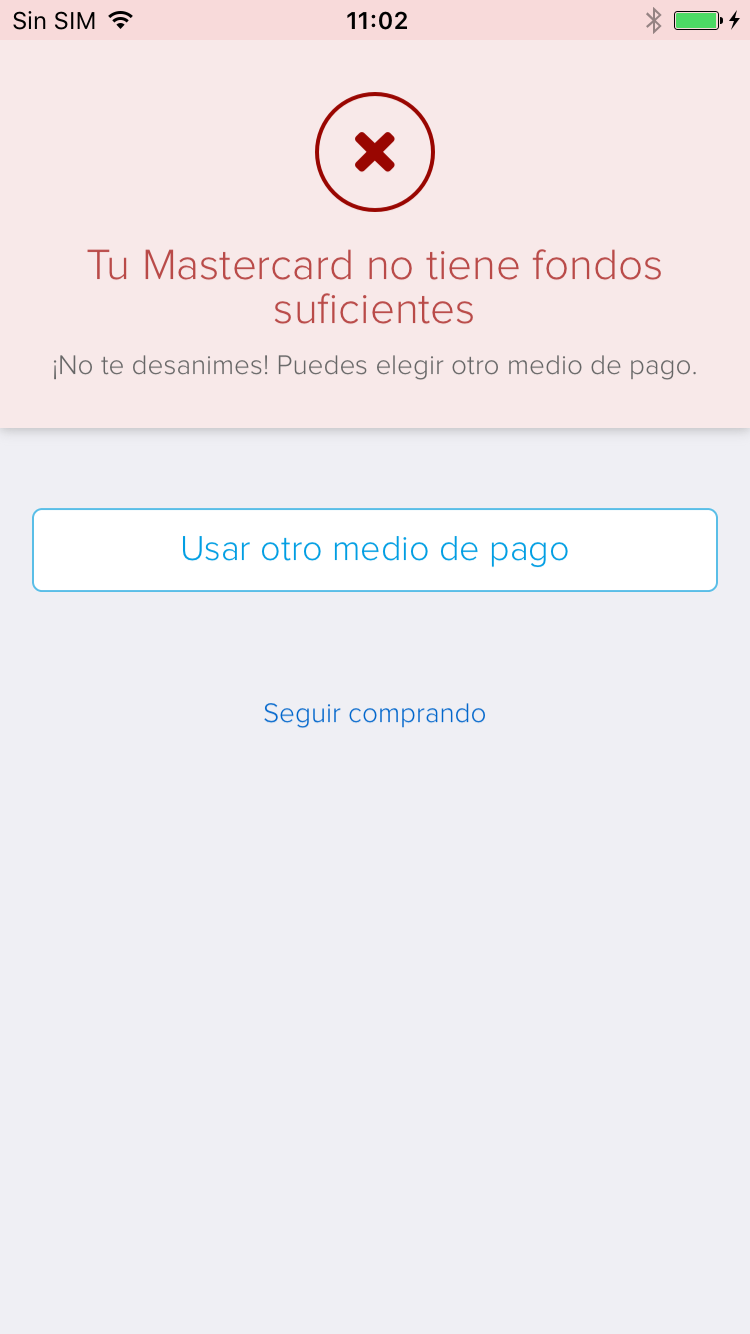 Sin SIM
11:02
Tu Mastercard no tiene fondos
suficientes
¡No te desanimes! Puedes elegir otro medio de pago.
Usar otro medio de pago
Seguir comprando